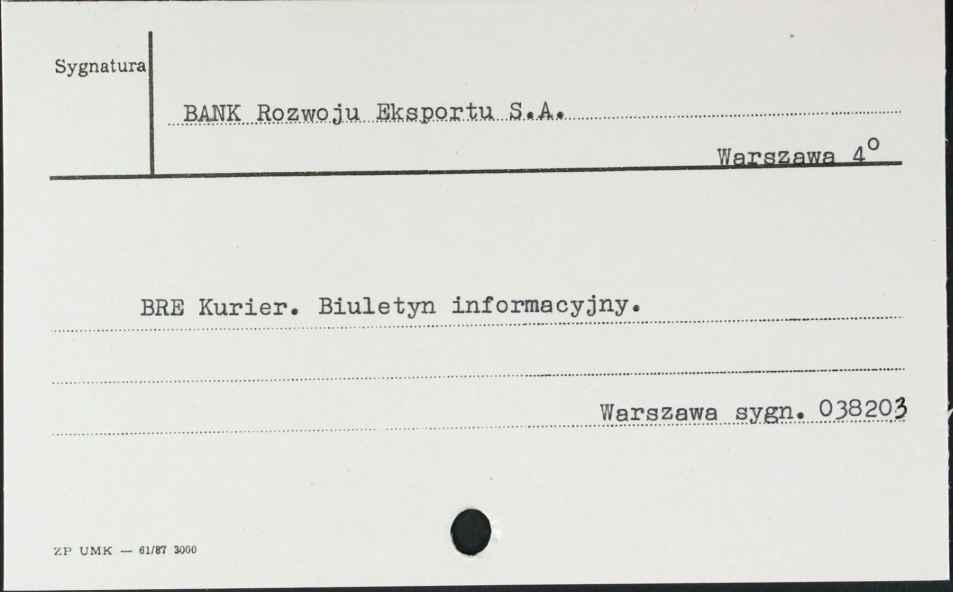 Sygnatura
BANK Rozwoju Eksportu S.A.
Warszawa 4°
BRE Kurier. Biuletyn informacyjny.
Warszawa sygn. 038203
ZP UMK — 61/87 3000